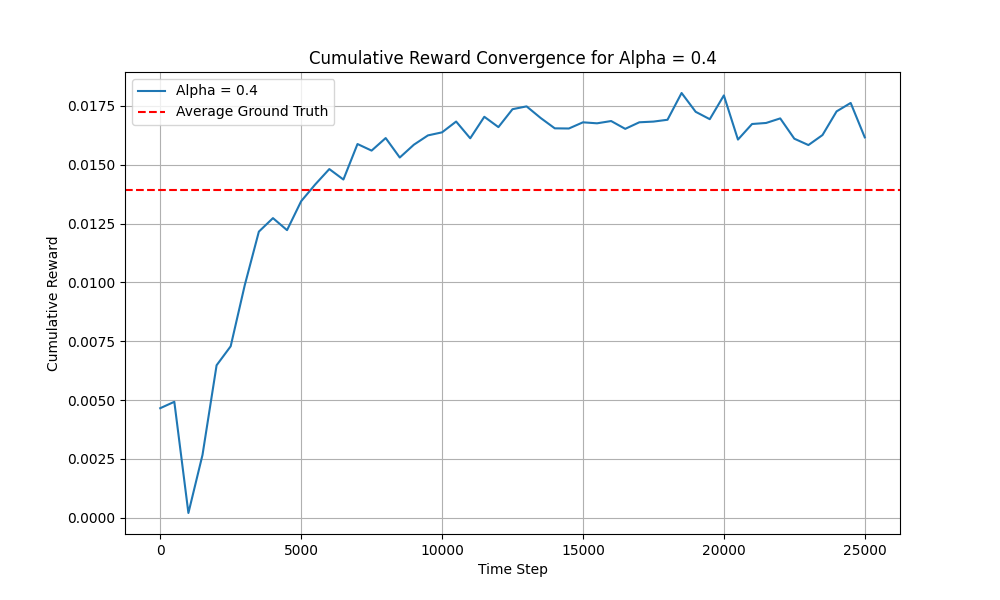 Cumulative Reward Convergence for Alpha = 0.4
Alpha = 0.4
Average Ground Truth
0.0175
0.0150
0.0125
0.0100
0.0075
0.0050
0.0025
0.0000
Cumulative Reward
0 5000 10000 15000 20000 25000
Time Step